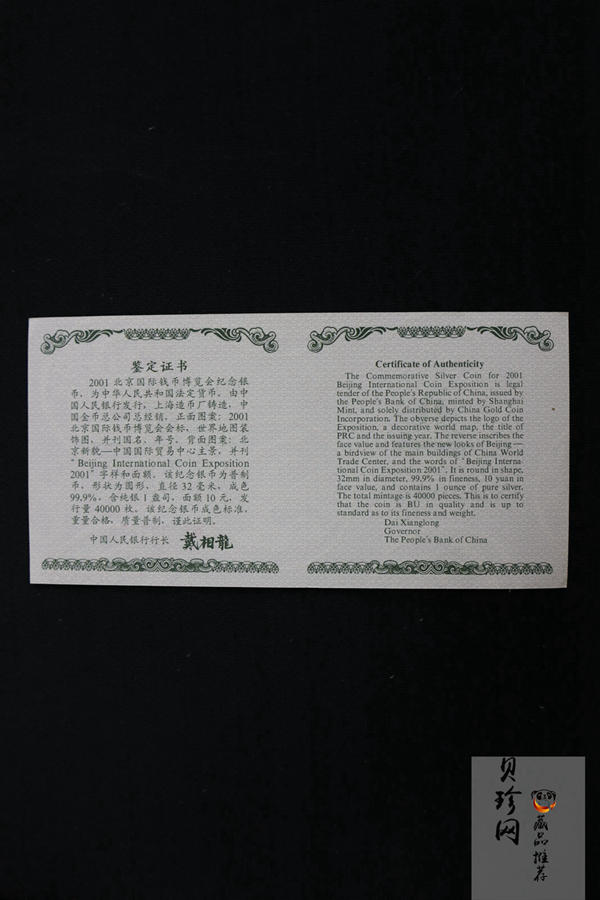 鉴定证书
2001 北京国际钱币博览会纪念银
币，为中华人民共和国法定货币。由中
国人民银行发行，上海造币厂铸造，中
国金币总公司总经销。正面图案：2001
北京国际钱币博览会会标，世界地图装
饰图，并刊国名、年号。背面图案：北
京新貌—中国国际贸易中心主景，并刊
"Beijing International Coin Exposition
2001"字样和面额。该纪念银币为普制
币，形状为圆形，直径 32 毫米，成色
99.9%，含纯银 1 盎司，面额 10 元，发
行量 40000 枚。该纪念银币成色标准，
重量合格，质量普制，谨此证明。
中国人民银行行长 戴相龍
Certificate of Authenticity
The Commemorative Silver Coin for 2001
Beijing International Coin Exposition is legal
tender of the People's Republic of China, issued by
the People's Bank of China, minted by Shanghai
Mint, and solely distributed by China Gold Coin
Incorporation. The obverse depicts the logo of the
Exposition, a decorative world map, the title of
PRC and the issuing year. The reverse inscribes the
face value and features the new looks of Beijing —
a birdview of the main buildings of China World
Trade Center, and the words of "Beijing Interna-
tional Coin Exposition 2001". It is round in shape,
32mm in diameter, 99.9% in fineness, 10 yuan in
face value, and contains 1 ounce of pure silver.
The total mintage is 40000 pieces. This is to certify
that the coin is BU in quality and is up to
standard as to its fineness and weight.
Dai Xianglong
Governor
The People's Bank of China
贝珍网
藏品推荐